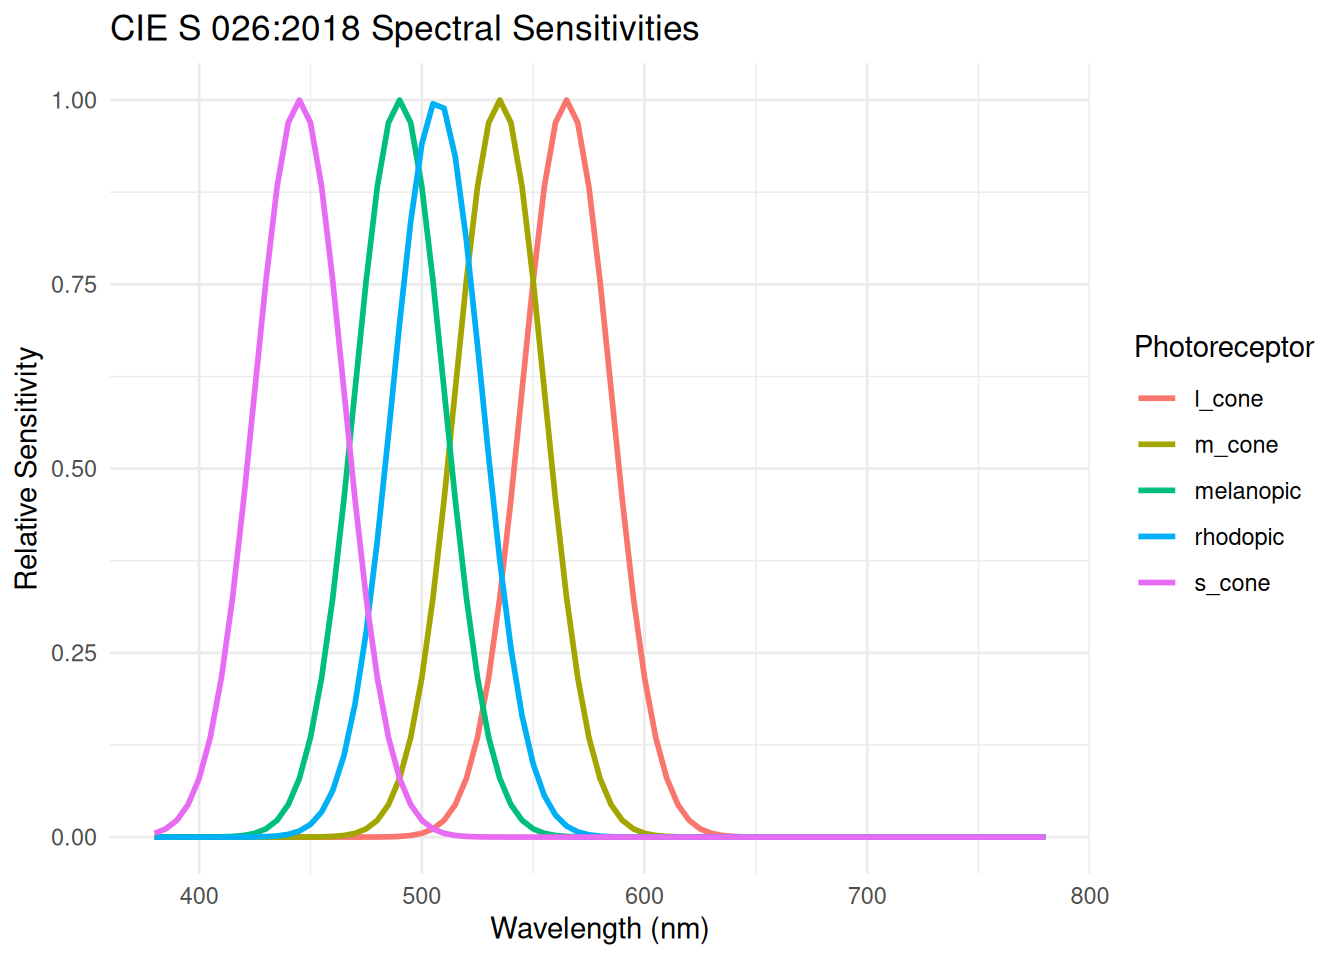 CIE S 026:2018 Spectral Sensitivities
1.00
0.75
0.50
0.25
0.00
Relative Sensitivity
400 500 600 700 800
Wavelength (nm)
Photoreceptor
l_cone
m_cone
melanopic
rhodopic
s_cone